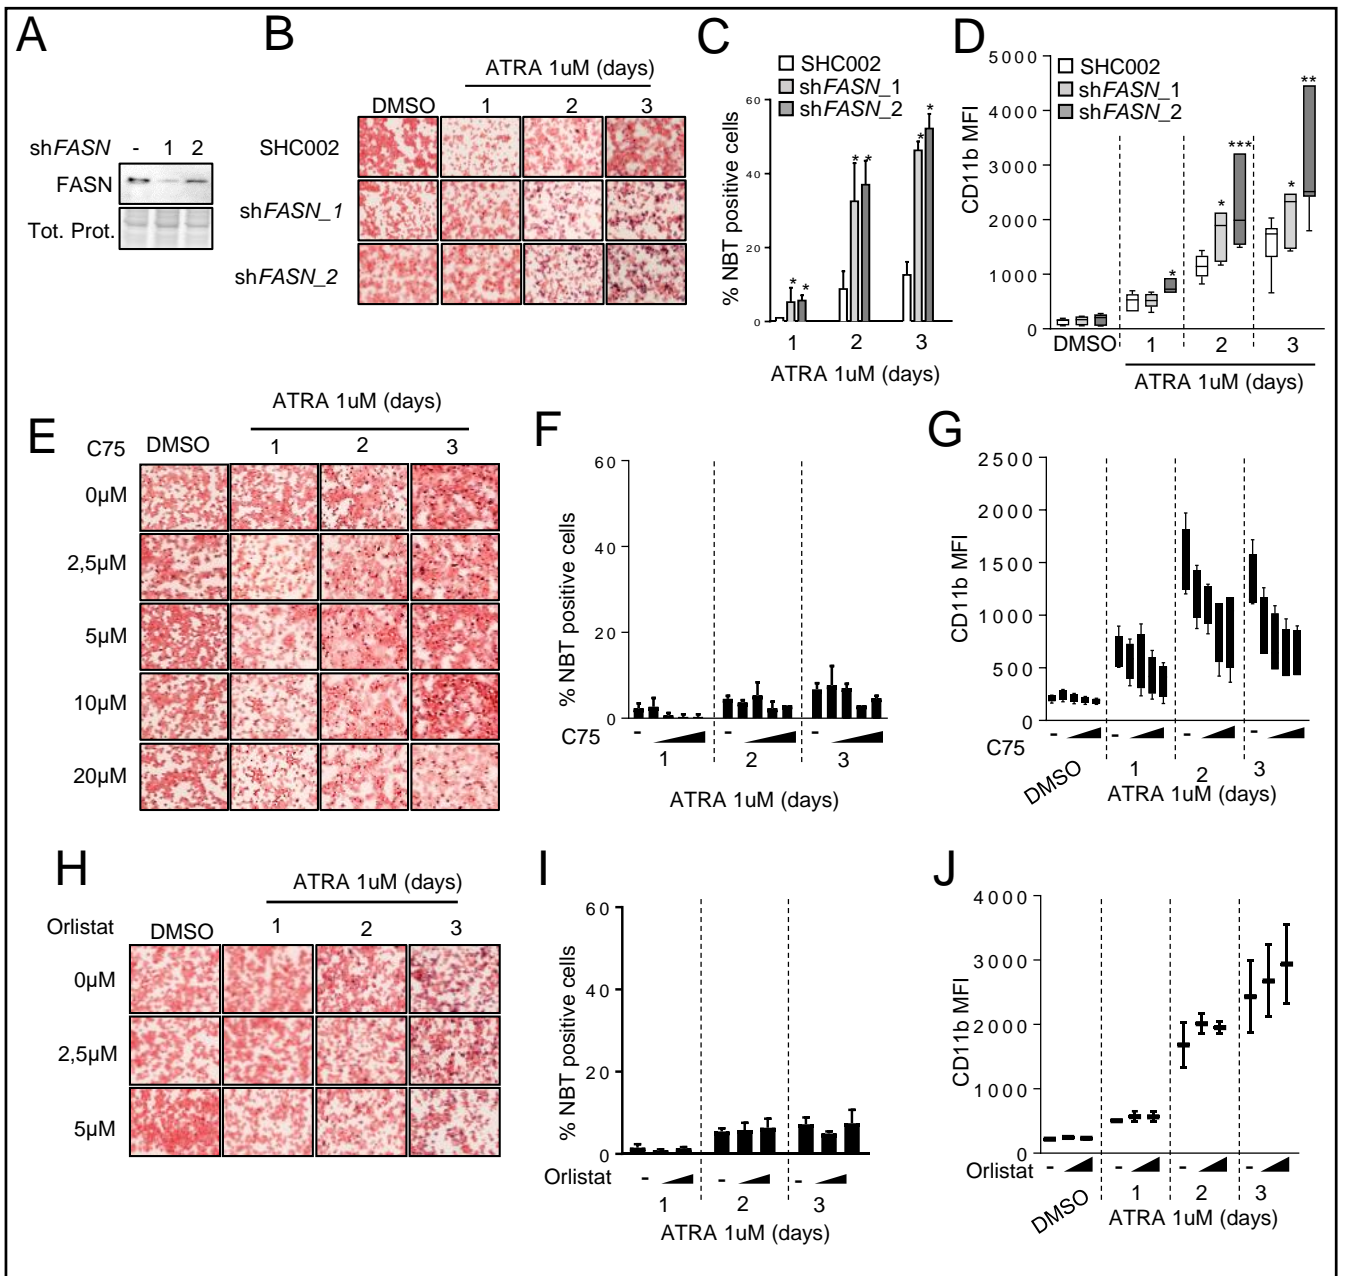 A
shFASN - 1 2
FASN
Tot. Prot.
B
ATRA 1uM (days)
DMSO 1 2 3
SHC002
shFASN_1
shFASN_2
C
SHC002
shFASN_1
shFASN_2
% NBT positive cells
60
40
20
0
* * * * * *
1 2 3
ATRA 1uM (days)
D
SHC002
shFASN_1
shFASN_2
CD11b MFI
5000
4000
3000
2000
1000
0
* * *** * **
DMSO 1 2 3
ATRA 1uM (days)
E
ATRA 1uM (days)
C75 DMSO 1 2 3
0µM
2,5µM
5µM
10µM
20µM
F
% NBT positive cells
60
40
20
0
C75 - - -
1 2 3
ATRA 1uM (days)
G
CD11b MFI
2500
2000
1500
1000
500
0
C75 - - - -
DMSO 1 2 3
ATRA 1uM (days)
H
ATRA 1uM (days)
Orlistat DMSO 1 2 3
0µM
2,5µM
5µM
I
% NBT positive cells
60
40
20
0
Orlistat - - -
1 2 3
ATRA 1uM (days)
J
CD11b MFI
4000
3000
2000
1000
0
Orlistat - - - -
DMSO 1 2 3
ATRA 1uM (days)